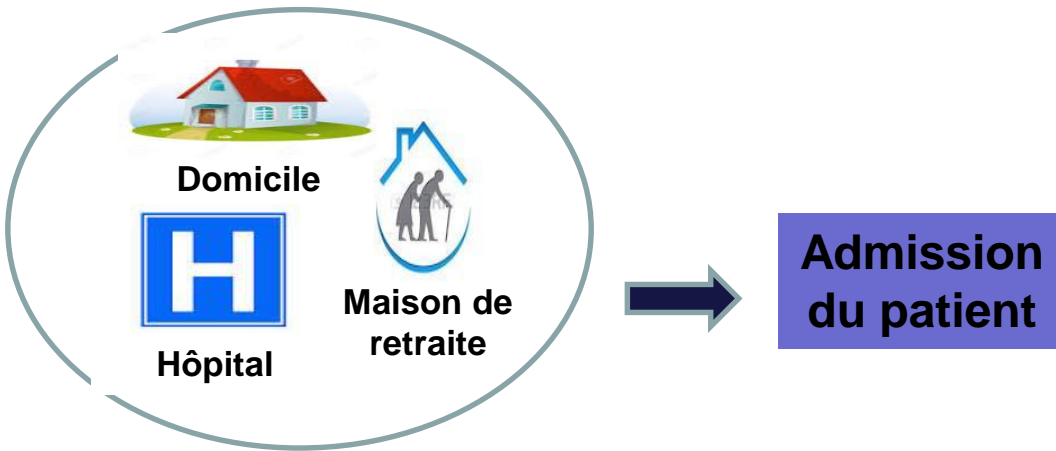 Domicile
H
Maison de
retraite
Hôpital
Admission
du patient